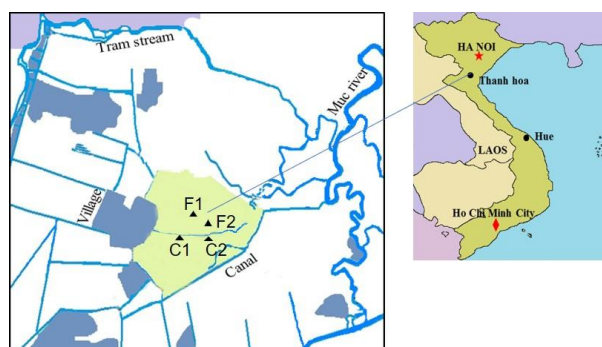 Tram stream
Muc river
Village
F1
F2
C1
C2
Canal
HA NOI
Thanh hoa
Hue
LAOS
Ho Chi Minh City